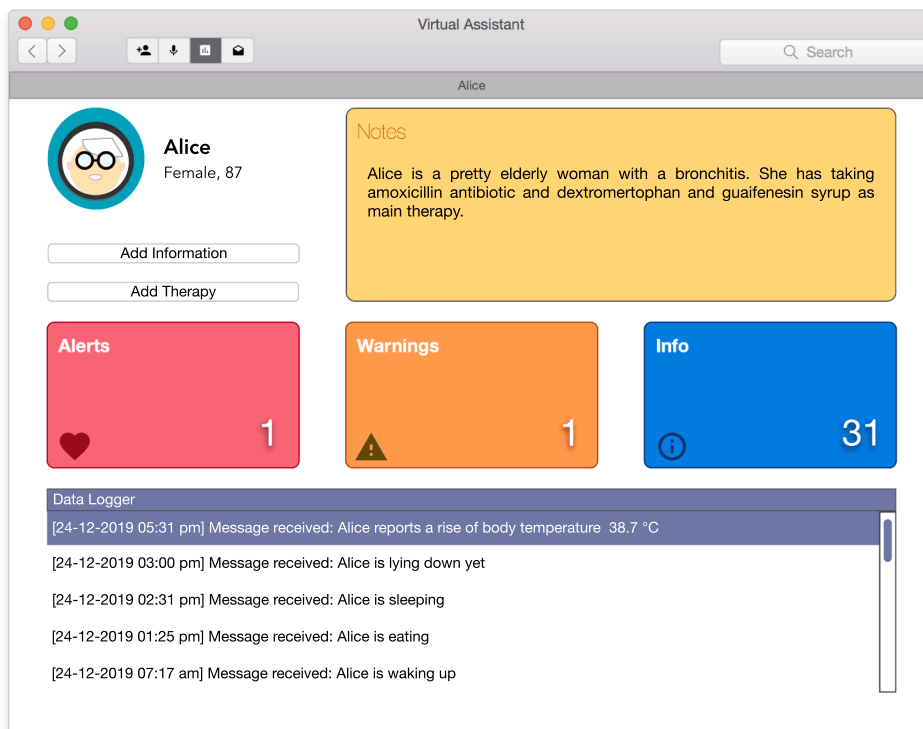 Virtual Assistant
Search
Alice
Alice
Female, 87
Add Information
Add Therapy
Notes
Alice is a pretty elderly woman with a bronchitis. She has taking
amoxicillin antibiotic and dextromertophan and guaifenesin syrup as
main therapy.
Alerts
1
Warnings
1
Info
31
Data Logger
[24-12-2019 05:31 pm] Message received: Alice reports a rise of body temperature 38.7 °C
[24-12-2019 03:00 pm] Message received: Alice is lying down yet
[24-12-2019 02:31 pm] Message received: Alice is sleeping
[24-12-2019 01:25 pm] Message received: Alice is eating
[24-12-2019 07:17 am] Message received: Alice is waking up